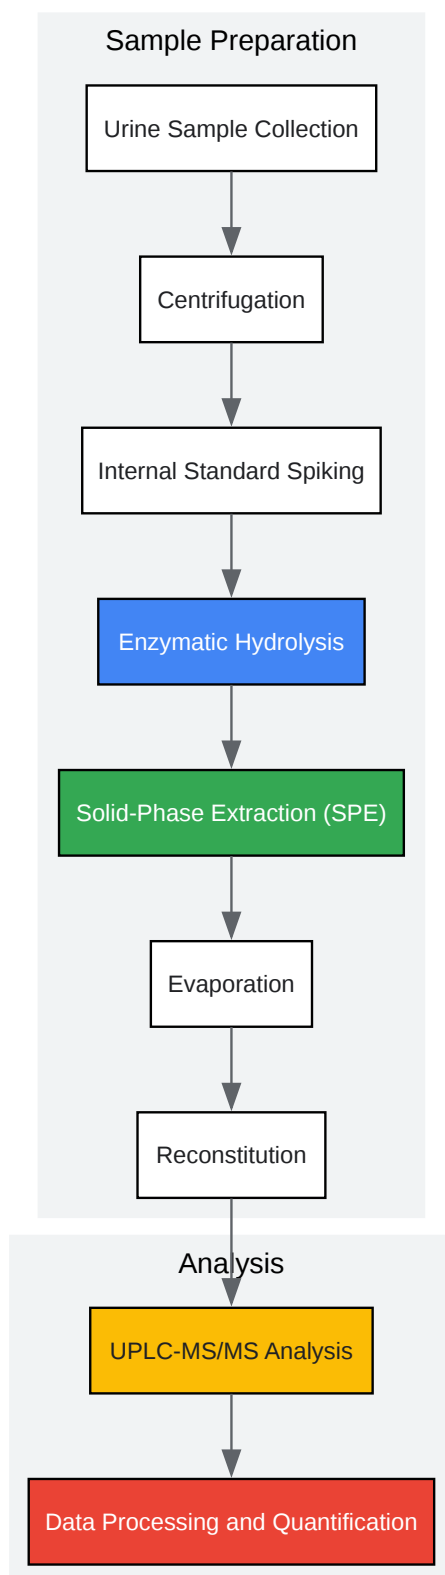 Sample Preparation
Urine Sample Collection
Centrifugation
Internal Standard Spiking
Enzymatic Hydrolysis
Solid-Phase Extraction (SPE)
Evaporation
Reconstitution
Analysis
UPLC-MS/MS Analysis
Data Processing and Quantification